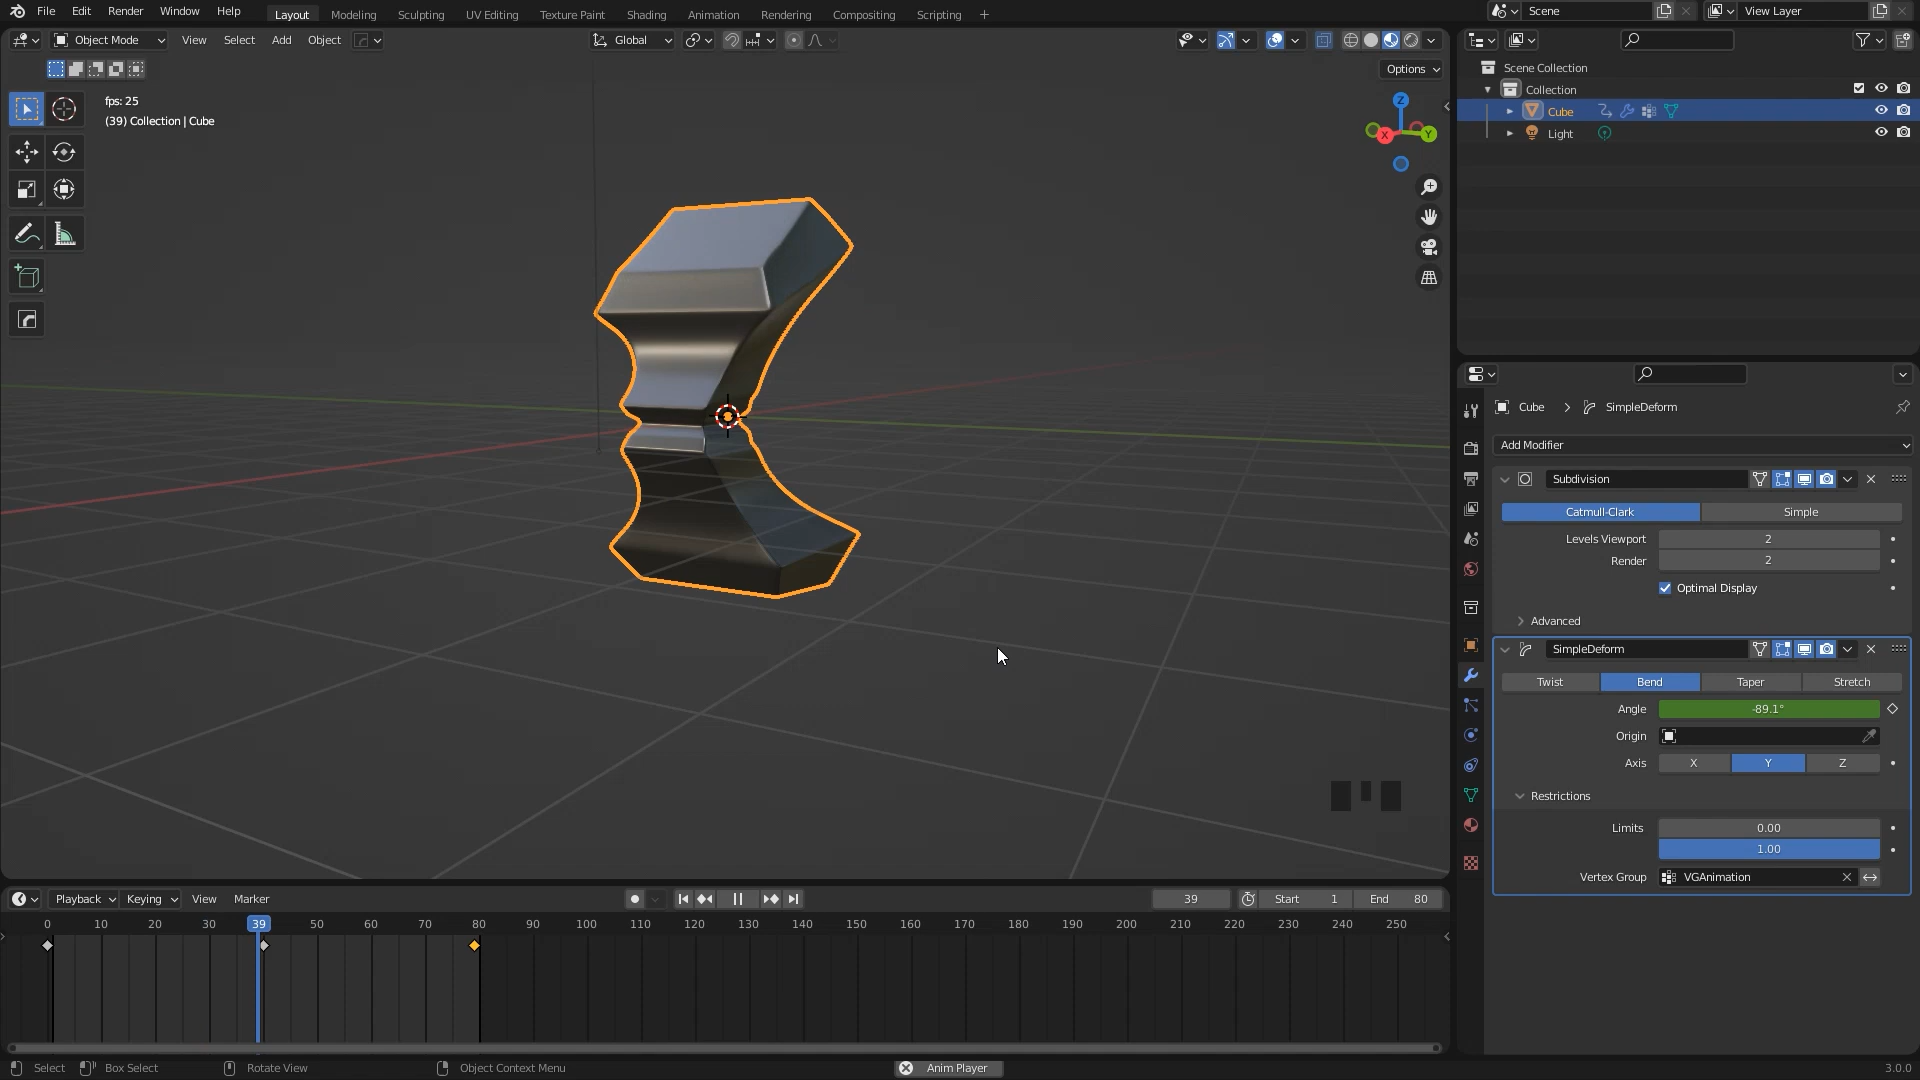 File Edit Render Window Help Layout Modeling Sculpting UV Editing Texture Paint Shading Animation Rendering Compositing Scripting + Scene View Layer
Object Mode View Select Add Object Global
Options
fps: 25
(39) Collection | Cube
Z
X Y
Scene Collection
Collection
Cube
Light
Cube > SimpleDeform
Add Modifier
Subdivision
Catmull-Clark Simple
Levels Viewport 2
Render 2
Optimal Display
Advanced
SimpleDeform
Twist Bend Taper Stretch
Angle -89.1°
Origin
Axis X Y Z
Restrictions
Limits 0.00
1.00
Vertex Group VGAnimation
Playback Keying View Marker 39 Start 1 End 80
0 10 20 30 39 50 60 70 80 90 100 110 120 130 140 150 160 170 180 190 200 210 220 230 240 250
Select Box Select Rotate View Object Context Menu Anim Player 3.0.0